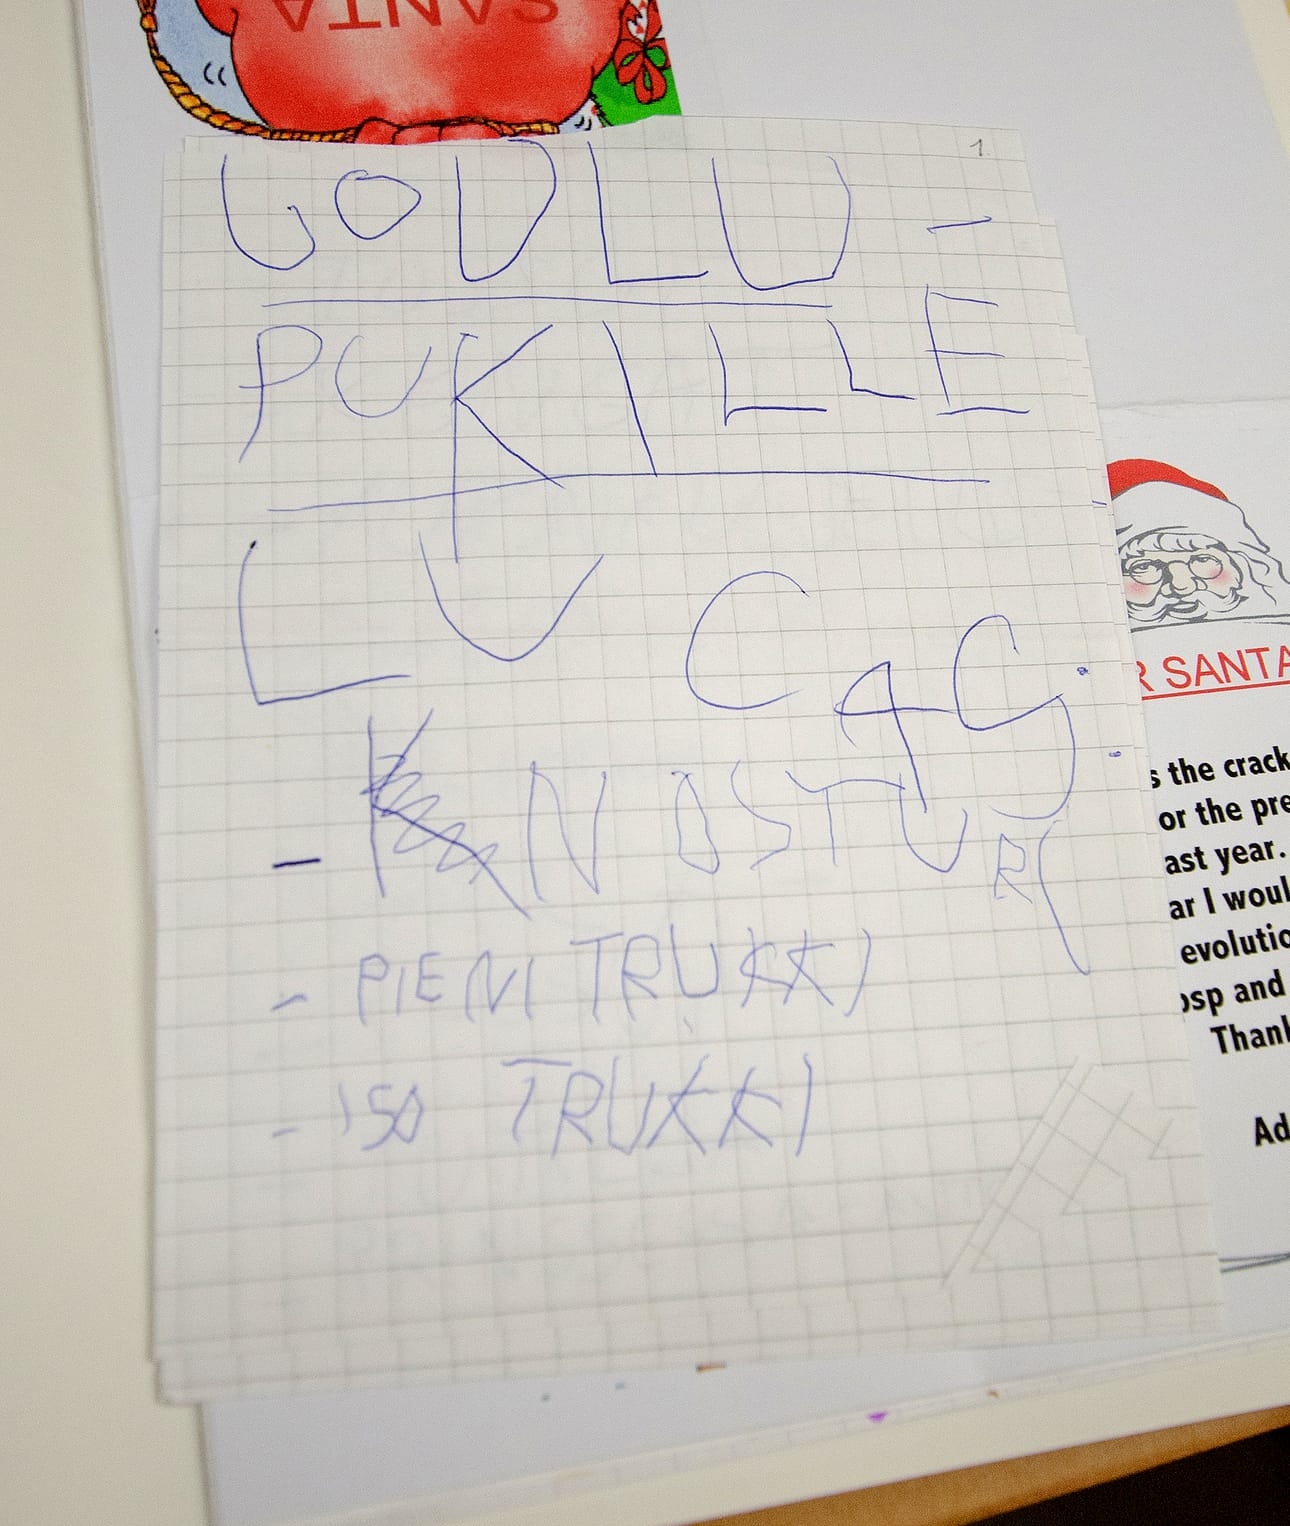 SANTA
1.
JODLU-
PUKILLE
LUCAS:
- NOSTURI
- PIENI TRUKKI
- ISO TRUKKI
R SANTA
s the crack
or the pre
ast year.
ar I woul
evolutio
osp and
Thank
Ad